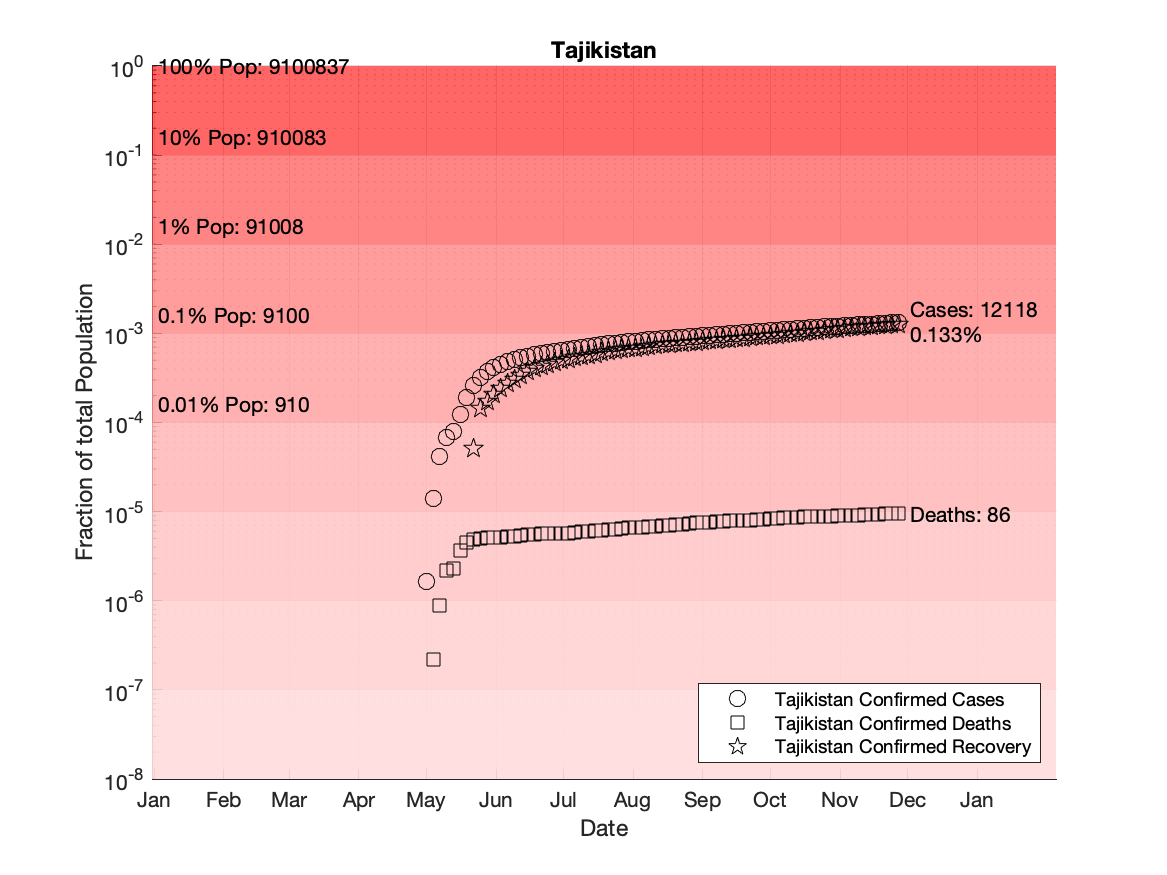 Tajikistan
10^0
100% Pop: 9100837
10% Pop: 910083
10^-1
1% Pop: 91008
10^-2
0.1% Pop: 9100
10^-3
Cases: 12118
0.133%
0.01% Pop: 910
10^-4
10^-5
Deaths: 86
10^-6
10^-7
10^-8
Fraction of total Population
Tajikistan Confirmed Cases
Tajikistan Confirmed Deaths
Tajikistan Confirmed Recovery
Jan Feb Mar Apr May Jun Jul Aug Sep Oct Nov Dec Jan
Date